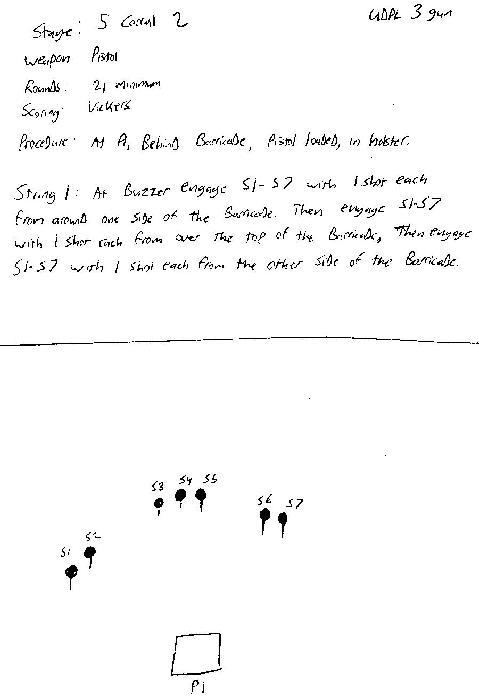 Stage: 5 Corral 2
UDPL 3 gun
Weapon Pistol
Rounds. 21 minimum
Scoring: Vickers
Procedure: At P1, Behind Barricade, Pistol loaded, in holster.
String 1: At Buzzer engage S1-S7 with 1 shot each
from around one side of the Barricade. Then engage S1-S7
with 1 shot each from over the top of the Barricade, Then engage
S1-S7 with 1 shot each from the other side of the Barricade.
S3 S4 S5
S6 S7
S1 S2
P1